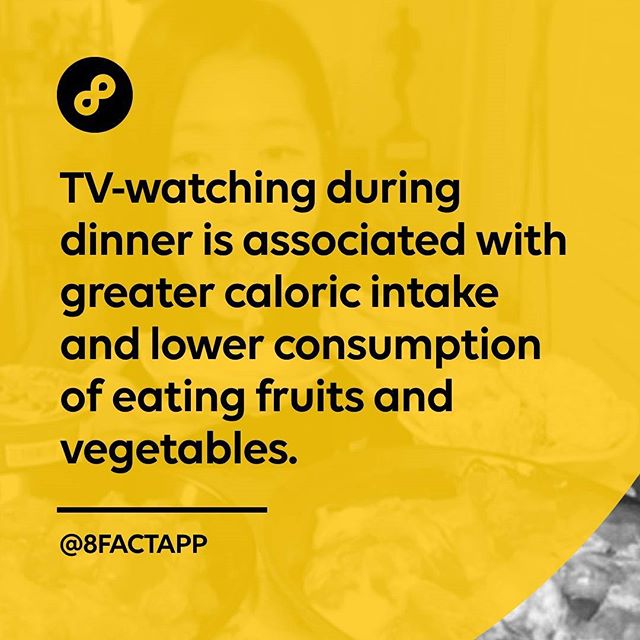 TV-watching during
dinner is associated with
greater caloric intake
and lower consumption
of eating fruits and
vegetables.
@8FACTAPP